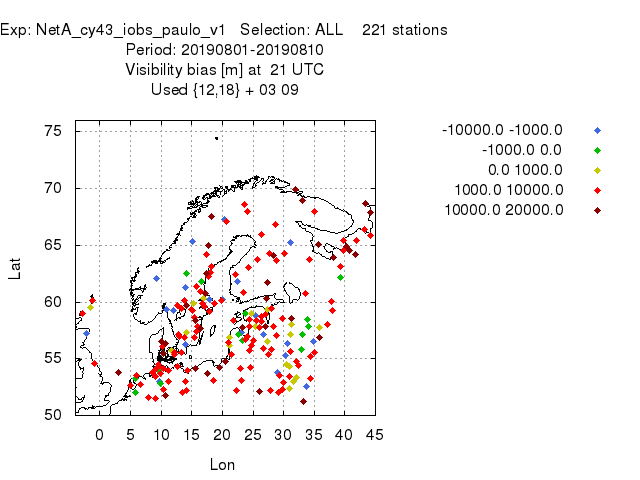 Exp: NetA_cy43_iobs_paulo_v1 Selection: ALL 221 stations
Period: 20190801-20190810
Visibility bias [m] at 21 UTC
Used {12,18} + 03 09
-10000.0 -1000.0
-1000.0 0.0
0.0 1000.0
1000.0 10000.0
10000.0 20000.0
75
70
65
60
55
50
Lat
0 5 10 15 20 25 30 35 40 45
Lon